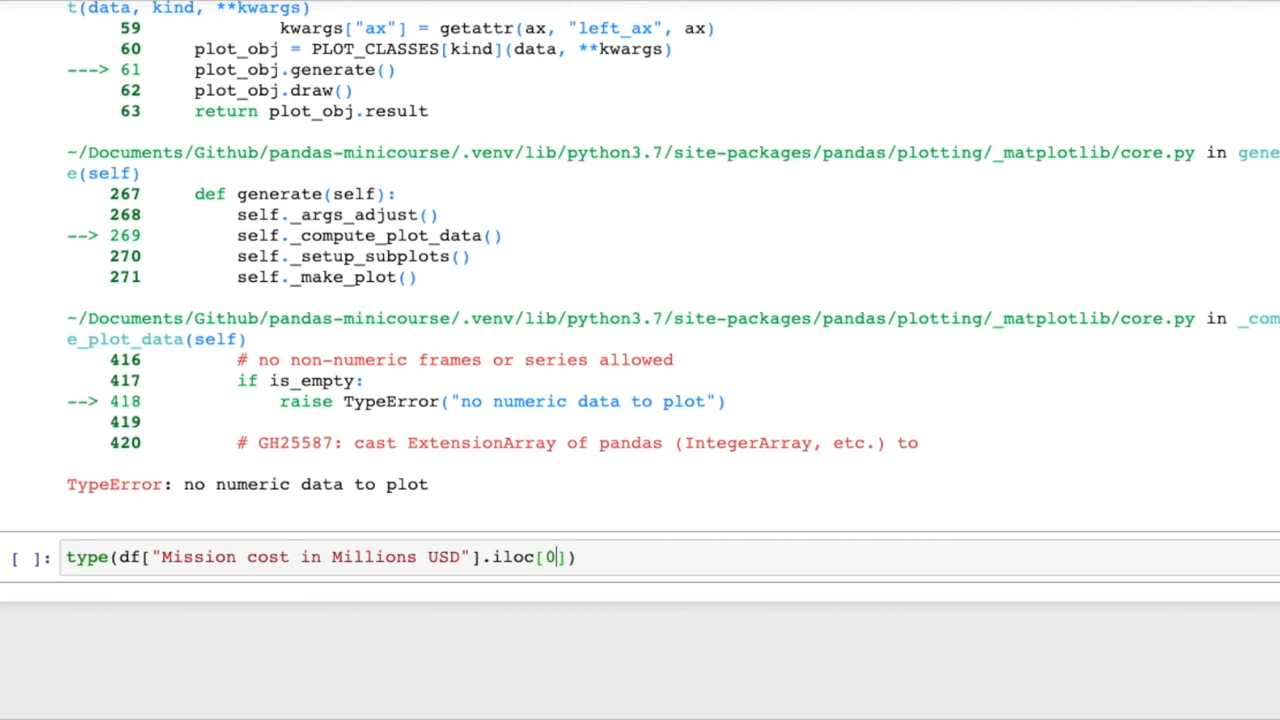 t(data, kind, **kwargs)
59 kwargs["ax"] = getattr(ax, "left_ax", ax)
60 plot_obj = PLOT_CLASSES[kind](data, **kwargs)
---> 61 plot_obj.generate()
62 plot_obj.draw()
63 return plot_obj.result
~/Documents/Github/pandas-minicourse/.venv/lib/python3.7/site-packages/pandas/plotting/_matplotlib/core.py in gene
e(self)
267 def generate(self):
268 self._args_adjust()
--> 269 self._compute_plot_data()
270 self._setup_subplots()
271 self._make_plot()
~/Documents/Github/pandas-minicourse/.venv/lib/python3.7/site-packages/pandas/plotting/_matplotlib/core.py in _com
e_plot_data(self)
416 # no non-numeric frames or series allowed
417 if is_empty:
--> 418 raise TypeError("no numeric data to plot")
419
420 # GH25587: cast ExtensionArray of pandas (IntegerArray, etc.) to
TypeError: no numeric data to plot
[ ]: type(df["Mission cost in Millions USD"].iloc[0])